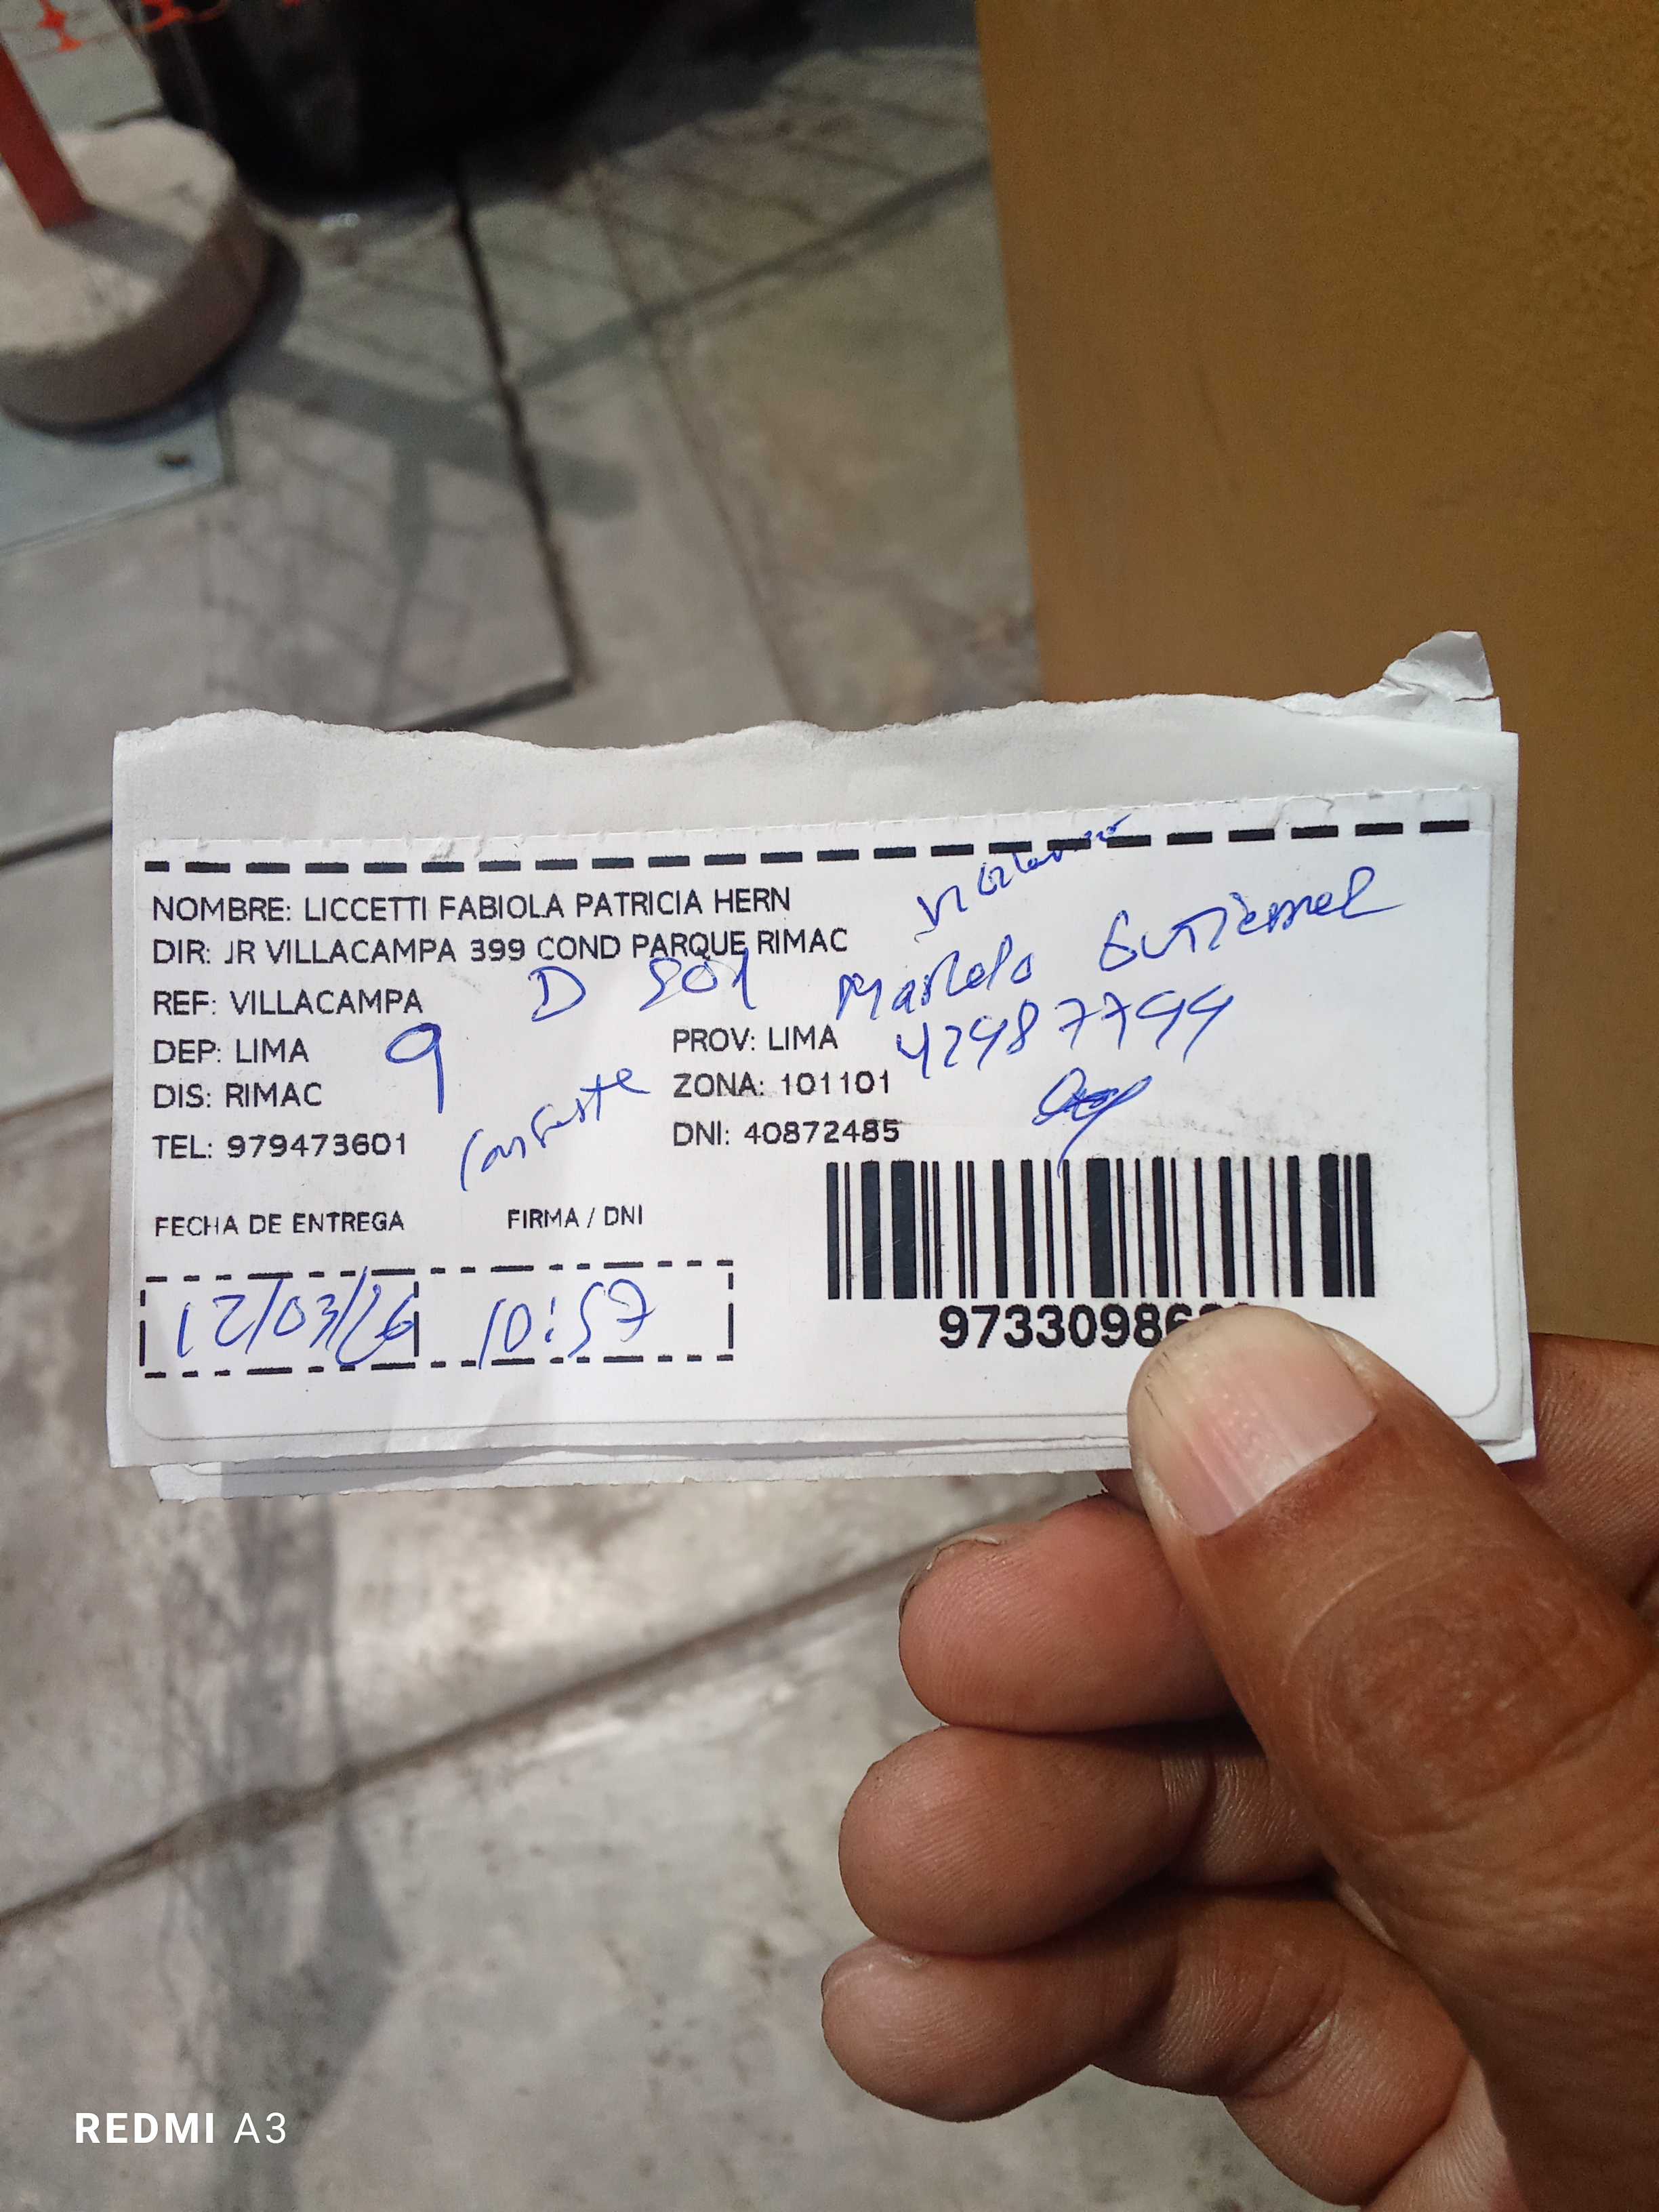 NOMBRE: LICCETTI FABIOLA PATRICIA HERN
DIR: JR VILLACAMPA 399 COND PARQUE RIMAC
REF: VILLACAMPA
D 801
Marcelo Gutierrez
DEP: LIMA
9
PROV: LIMA
DIS: RIMAC
ZONA: 101101
TEL: 979473601
DNI: 40872485
FECHA DE ENTREGA
FIRMA / DNI
12/03/26
10:57
97330986
REDMI A3